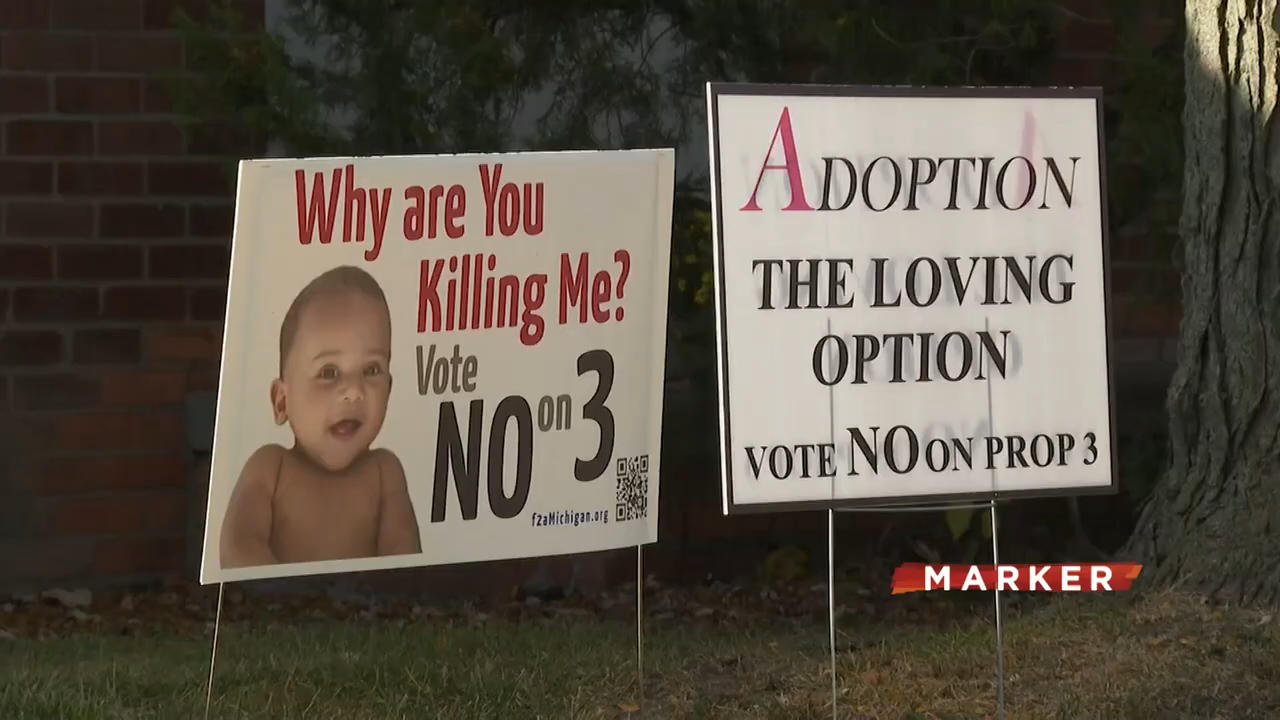 Why are You
Killing Me?
Vote
NO on 3
f2aMichigan.org
ADOPTION
THE LOVING
OPTION
VOTE NO ON PROP 3
MARKER